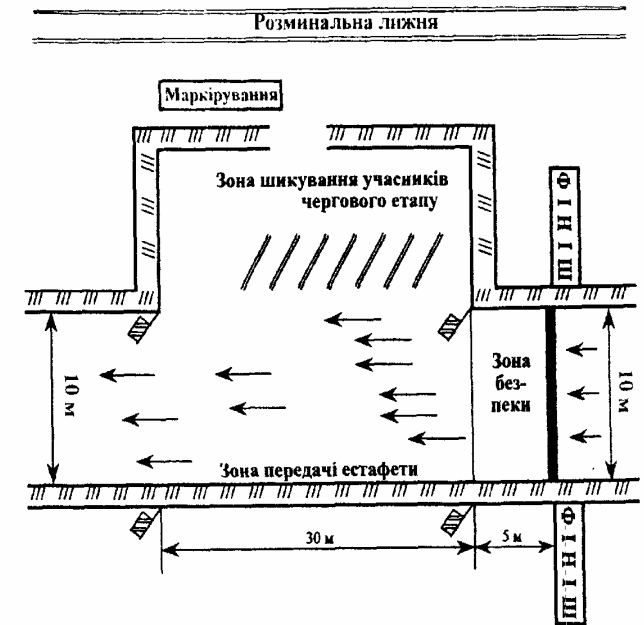 Розминальна лижня
Маркірування
Зона шикування учасників
чергового етапу
ФІНІШ
10 м
Зона
без-
пеки
10 м
Зона передачі естафети
30 м
5 м
ФІНІШ